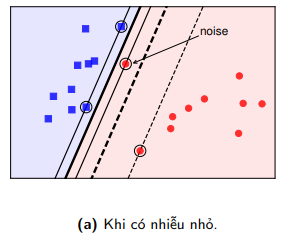 noise
(a) Khi có nhiễu nhỏ.